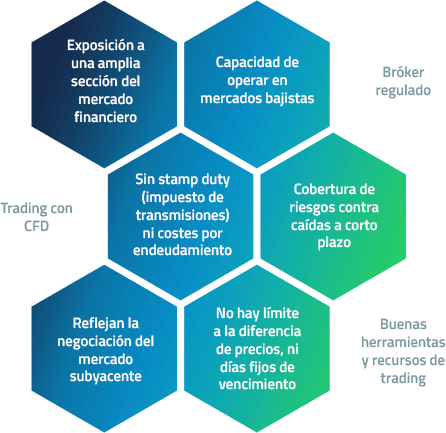 Exposición a
una amplia
sección del
mercado
financiero
Capacidad de
operar en
mercados bajistas
Bróker
regulado
Trading con
CFD
Sin stamp duty
(impuesto de
transmisiones)
ni costes por
endeudamiento
Cobertura de
riesgos contra
caídas a corto
plazo
Reflejan la
negociación del
mercado
subyacente
No hay límite
a la diferencia
de precios, ni
días fijos de
vencimiento
Buenas
herramientas
y recursos de
trading